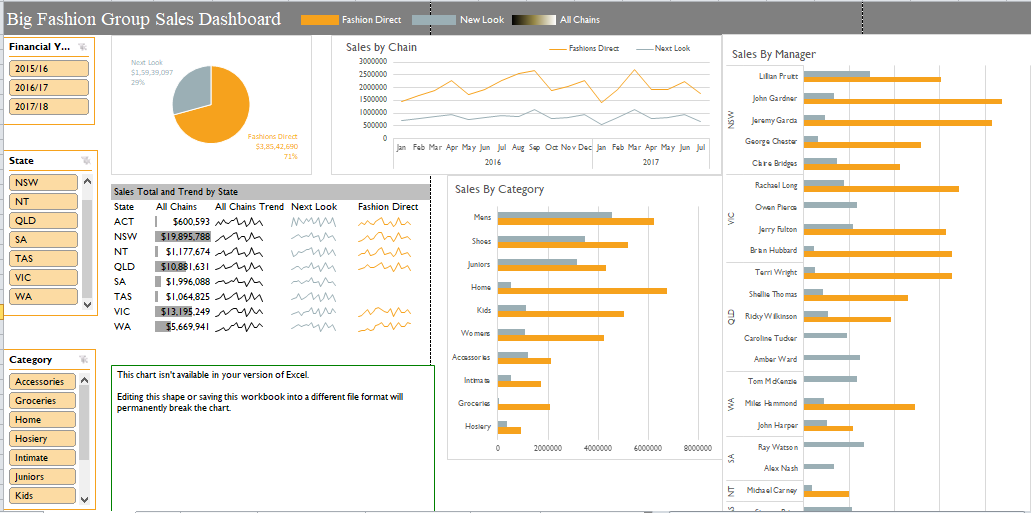 Big Fashion Group Sales Dashboard
Fashion Direct
New Look
All Chains
Financial Y...
2015/16
2016/17
2017/18
State
NSW
NT
QLD
SA
TAS
VIC
WA
Category
Accessories
Groceries
Home
Hosiery
Intimate
Juniors
Kids
New Look
$1,59,39,097
29%
Fashions Direct
$3,85,42,690
71%
Sales by Chain
Fashions Direct
Next Look
3000000
2500000
2000000
1500000
1000000
500000
0
Jan Feb Mar Apr May Jun Jul Aug Sep Oct Nov Dec Jan Feb Mar Apr May Jun Jul
2016 2017
Sales Total and Trend by State
State All Chains All Chains Trend Next Look Fashion Direct
ACT $600,593
NSW $19,895,788
NT $1,177,674
QLD $10,881,631
SA $1,996,088
TAS $1,064,825
VIC $13,195,249
WA $5,669,941
This chart isn't available in your version of Excel.
Editing this shape or saving this workbook into a different file format will
permanently break the chart.
Sales By Category
Mens
Shoes
Juniors
Home
Kids
Womens
Accessories
Intimate
Groceries
Hosiery
0 2000000 4000000 6000000 8000000
Sales By Manager
NSW
Lillian Pruitt
John Gardner
Jeremy Garcia
George Chester
Claire Bridges
VIC
Rachael Long
Owen Pierce
Jerry Fulton
Brian Hubbard
QLD
Terri Wright
Shellie Thomas
Ricky Wilkinson
Caroline Tucker
Amber Ward
WA
Tom McKenzie
Miles Hammond
John Harper
SA
Ray Watson
Alex Nash
NT
Michael Carney